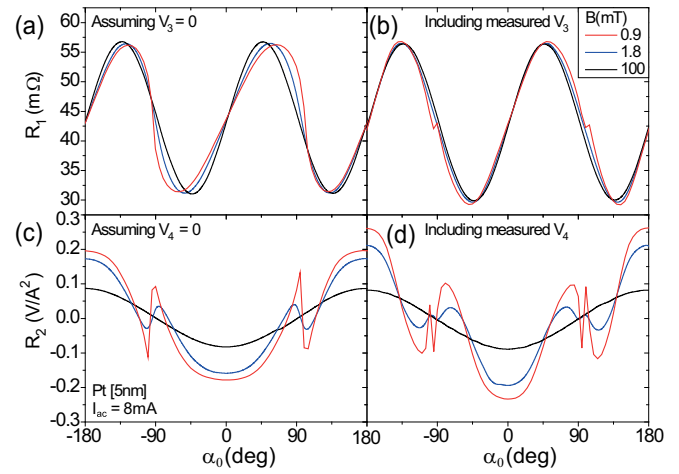 (a) Assuming V3 = 0
(b) Including measured V3
B(mT)
0.9
1.8
100
60
55
50
45
40
35
30
R1 (mΩ)
(c) Assuming V4 = 0
(d) Including measured V4
0.3
0.2
0.1
0.0
-0.1
-0.2
-0.3
R2 (V/A²)
Pt [5nm]
Iac = 8mA
-180 -90 0 90 -180 -90 0 90 180
α0 (deg) α0 (deg)